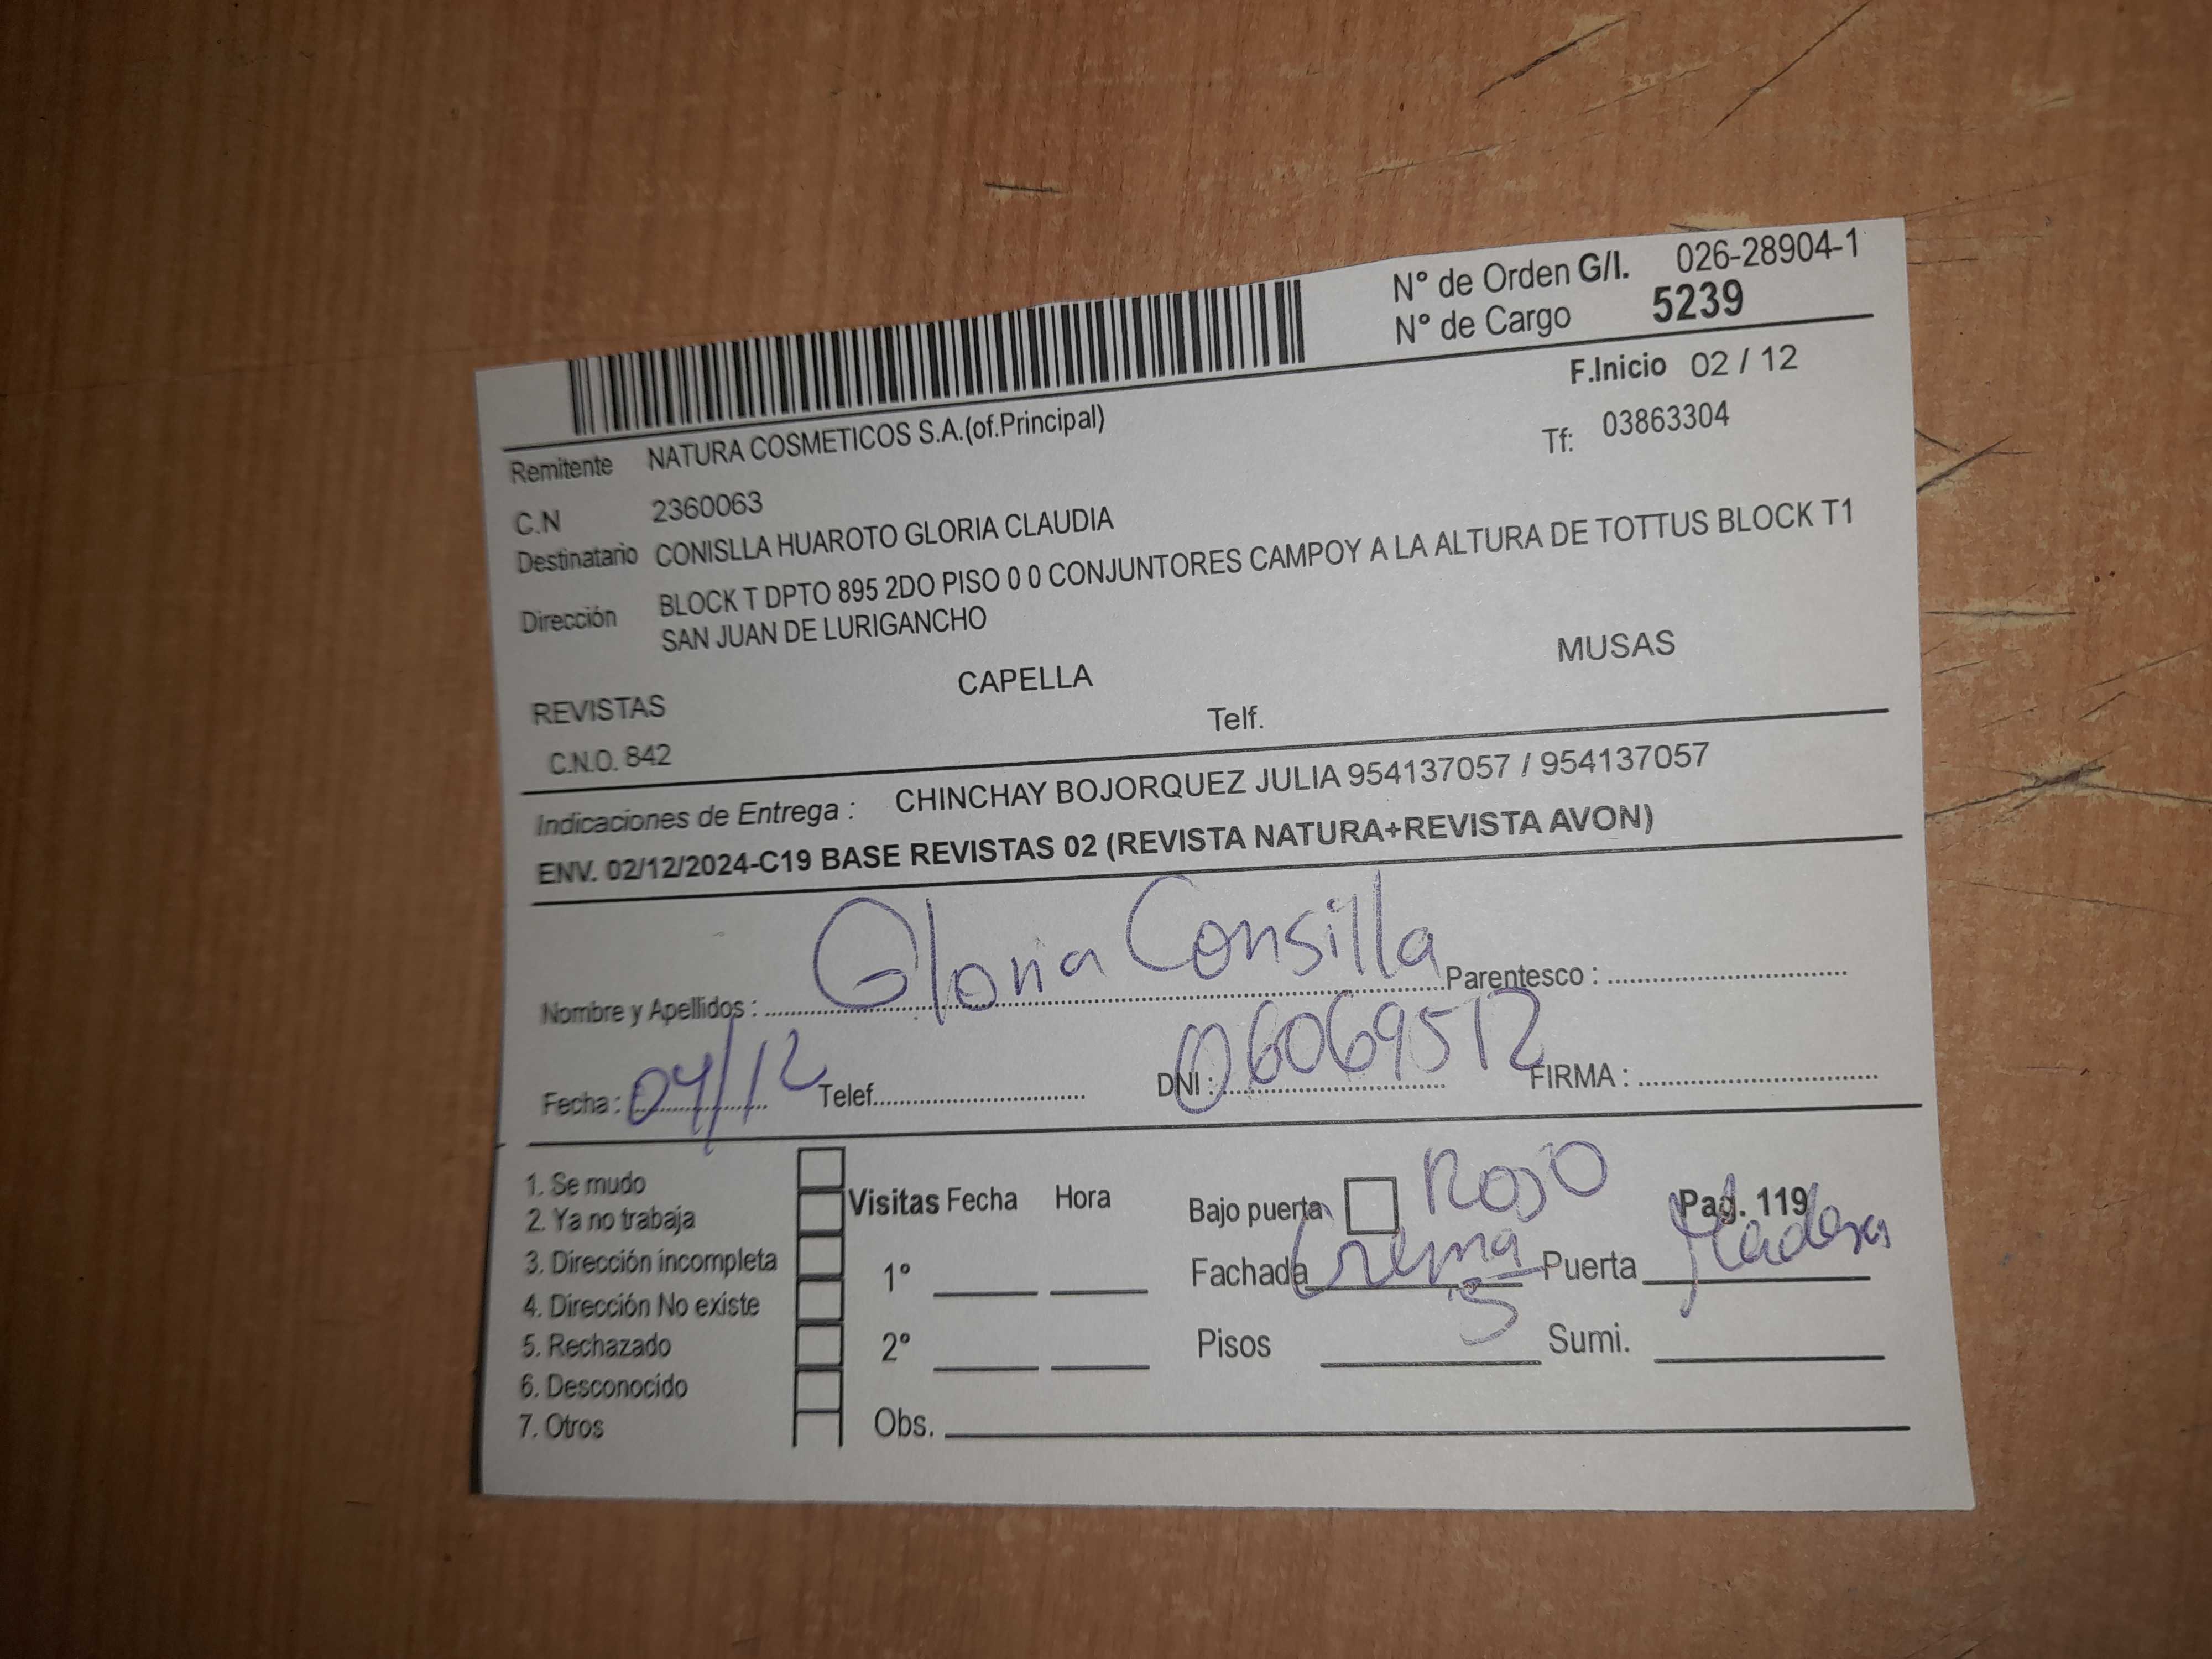 N° de Orden G/I. 026-28904-1
N° de Cargo 5239
F.Inicio 02 / 12
Remitente NATURA COSMETICOS S.A.(of.Principal)
Tf: 03863304
C.N 2360063
Destinatario CONISLLA HUAROTO GLORIA CLAUDIA
Dirección BLOCK T DPTO 895 2DO PISO 0 0 CONJUNTORES CAMPOY A LA ALTURA DE TOTTUS BLOCK T1
SAN JUAN DE LURIGANCHO
REVISTAS CAPELLA MUSAS
C.N.O. 842 Telf.
Indicaciones de Entrega : CHINCHAY BOJORQUEZ JULIA 954137057 / 954137057
ENV. 02/12/2024-C19 BASE REVISTAS 02 (REVISTA NATURA+REVISTA AVON)
Nombre y Apellidos : Gloria Consilla Parentesco :
Fecha : 04/12 Telef. DNI : 06069512 FIRMA :
1. Se mudo
2. Ya no trabaja
3. Dirección incompleta
4. Dirección No existe
5. Rechazado
6. Desconocido
7. Otros
Visitas Fecha Hora
1°
2°
Obs.
Bajo puerta Rojo Pag. 119
Fachada Crema Puerta Madera
Pisos 5 Sumi.